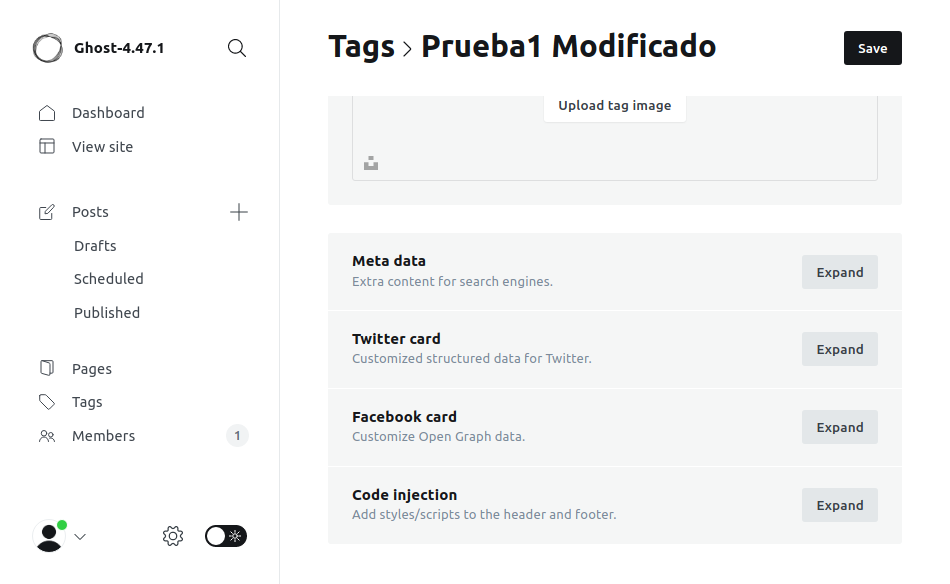 Ghost-4.47.1
Dashboard
View site
Posts
Drafts
Scheduled
Published
Pages
Tags
Members
1
Tags > Prueba1 Modificado
Save
Upload tag image
Meta data
Extra content for search engines.
Expand
Twitter card
Customized structured data for Twitter.
Expand
Facebook card
Customize Open Graph data.
Expand
Code injection
Add styles/scripts to the header and footer.
Expand